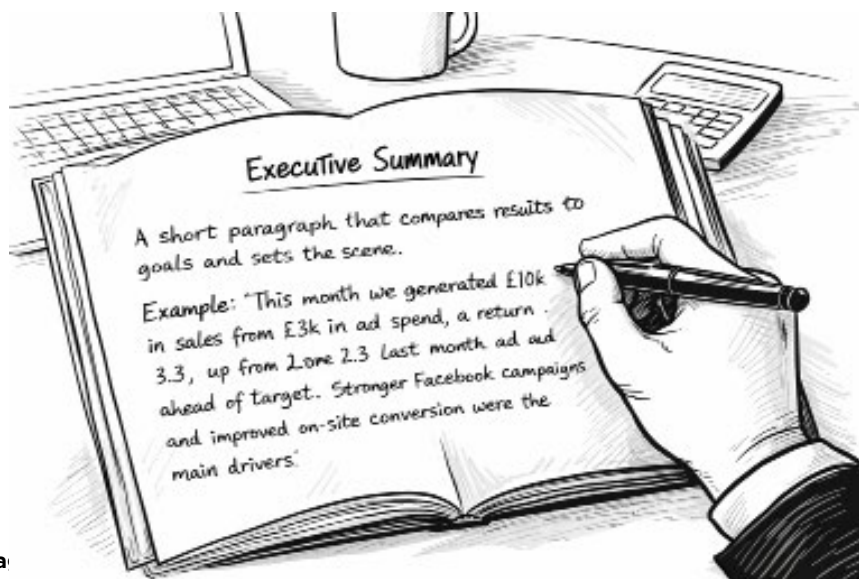 Executive Summary
A short paragraph that compares results to
goals and sets the scene.
Example: "This month we generated £10k
in sales from £3k in ad spend, a return .
3.3, up from 2.3 last month ad aud
ahead of target. Stronger Facebook campaigns
and improved on-site conversion were the
main drivers."